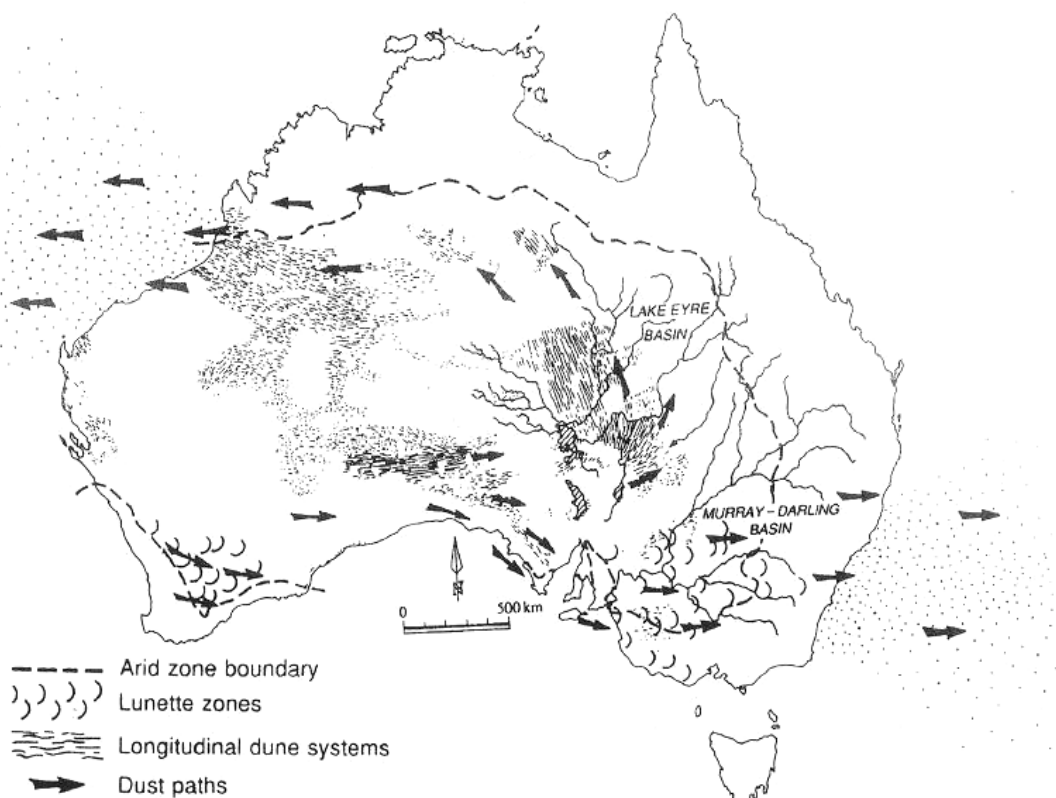 LAKE EYRE
BASIN
MURRAY – DARLING
BASIN
N
0 500 km
Arid zone boundary
Lunette zones
Longitudinal dune systems
Dust paths